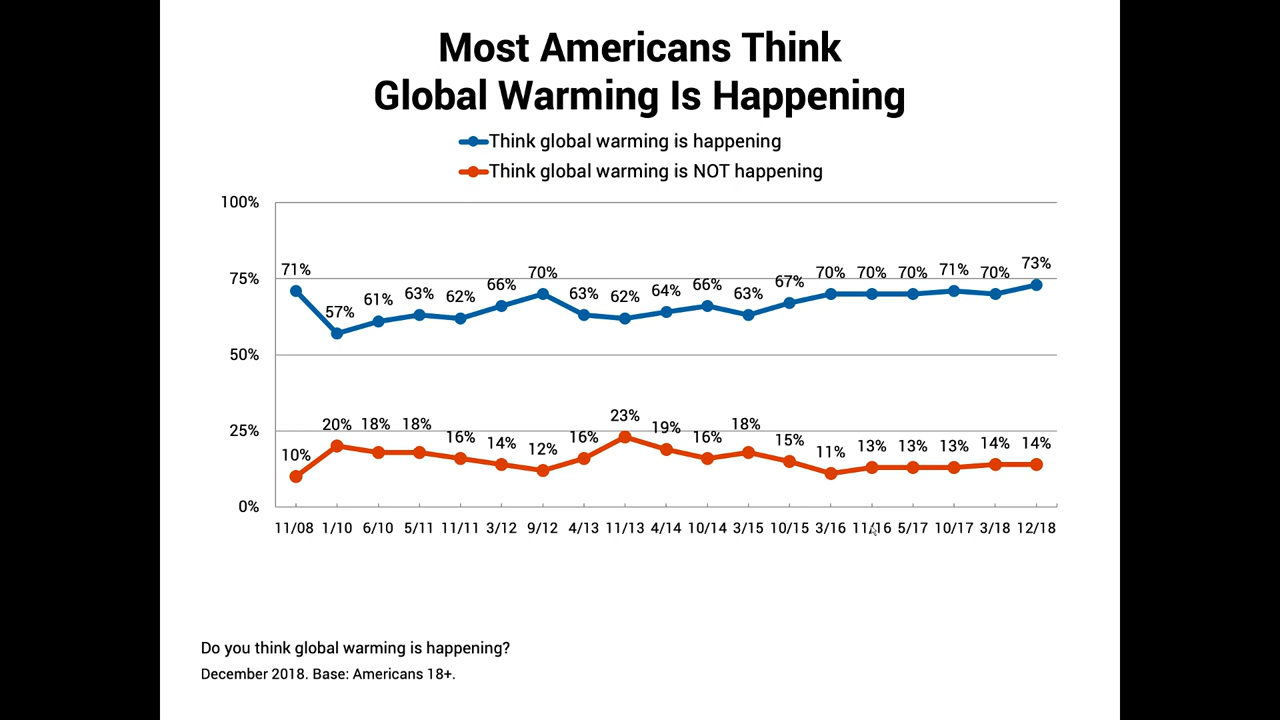 Most Americans Think
Global Warming Is Happening
Think global warming is happening
Think global warming is NOT happening
100%
75%
50%
25%
0%
71% 57% 61% 63% 62% 66% 70% 63% 62% 64% 66% 63% 67% 70% 70% 70% 71% 70% 73%
10% 20% 18% 18% 16% 14% 12% 16% 23% 19% 16% 18% 15% 11% 13% 13% 13% 14% 14%
11/08 1/10 6/10 5/11 11/11 3/12 9/12 4/13 11/13 4/14 10/14 3/15 10/15 3/16 11/16 5/17 10/17 3/18 12/18
Do you think global warming is happening?
December 2018. Base: Americans 18+.